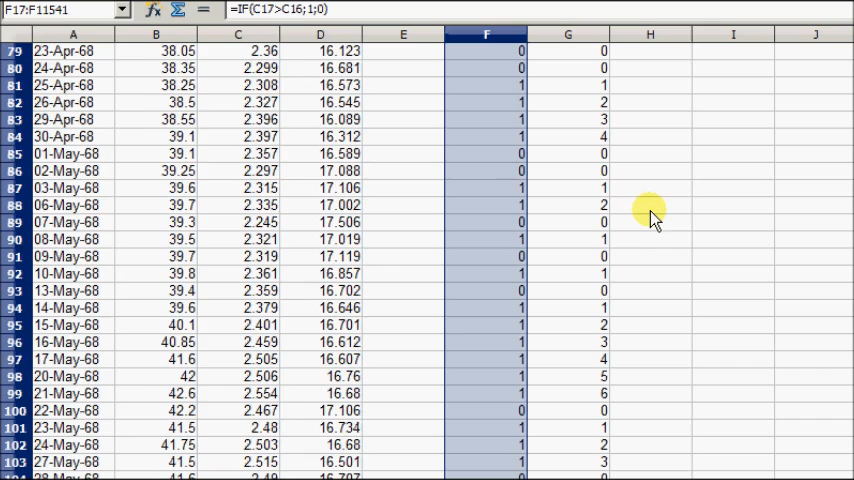 F17:F11541 =IF(C17>C16;1;0)
A B C D E F G H I J
79 23-Apr-68 38.05 2.36 16.123 0 0
80 24-Apr-68 38.35 2.299 16.681 0 0
81 25-Apr-68 38.25 2.308 16.573 1 1
82 26-Apr-68 38.5 2.327 16.545 1 2
83 29-Apr-68 38.55 2.396 16.089 1 3
84 30-Apr-68 39.1 2.397 16.312 1 4
85 01-May-68 39.1 2.357 16.589 0 0
86 02-May-68 39.25 2.297 17.088 0 0
87 03-May-68 39.6 2.315 17.106 1 1
88 06-May-68 39.7 2.335 17.002 1 2
89 07-May-68 39.3 2.245 17.506 0 0
90 08-May-68 39.5 2.321 17.019 1 1
91 09-May-68 39.7 2.319 17.119 0 0
92 10-May-68 39.8 2.361 16.857 1 1
93 13-May-68 39.4 2.359 16.702 0 0
94 14-May-68 39.6 2.379 16.646 1 1
95 15-May-68 40.1 2.401 16.701 1 2
96 16-May-68 40.85 2.459 16.612 1 3
97 17-May-68 41.6 2.505 16.607 1 4
98 20-May-68 42 2.506 16.76 1 5
99 21-May-68 42.6 2.554 16.68 1 6
100 22-May-68 42.2 2.467 17.106 0 0
101 23-May-68 41.5 2.48 16.734 1 1
102 24-May-68 41.75 2.503 16.68 1 2
103 27-May-68 41.5 2.515 16.501 1 3
104 28-May-68 41.6 2.49 16.707 0 0